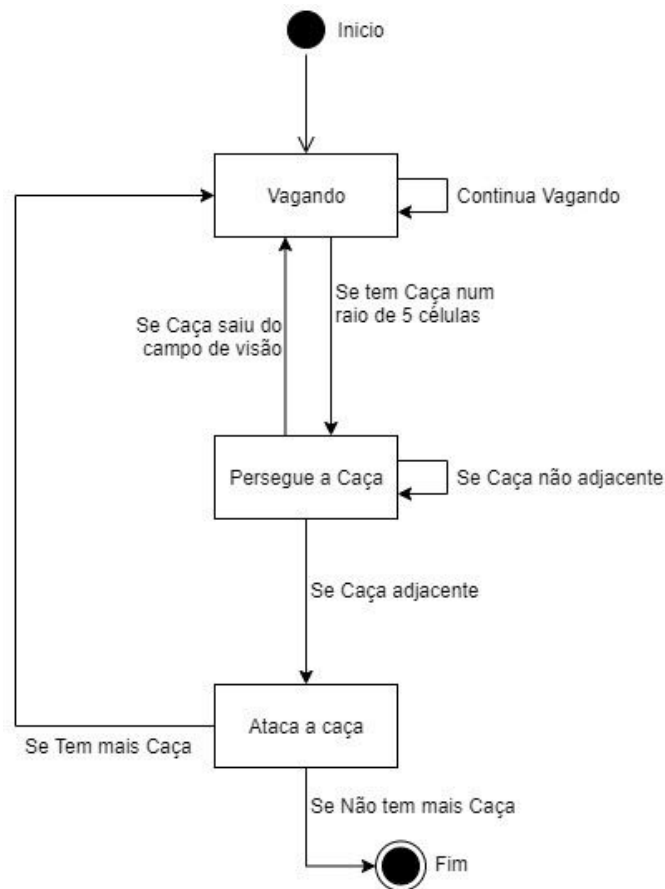 Inicio
Vagando
Continua Vagando
Se tem Caça num
raio de 5 células
Se Caça saiu do
campo de visão
Persegue a Caça
Se Caça não adjacente
Se Caça adjacente
Ataca a caça
Se Tem mais Caça
Se Não tem mais Caça
Fim